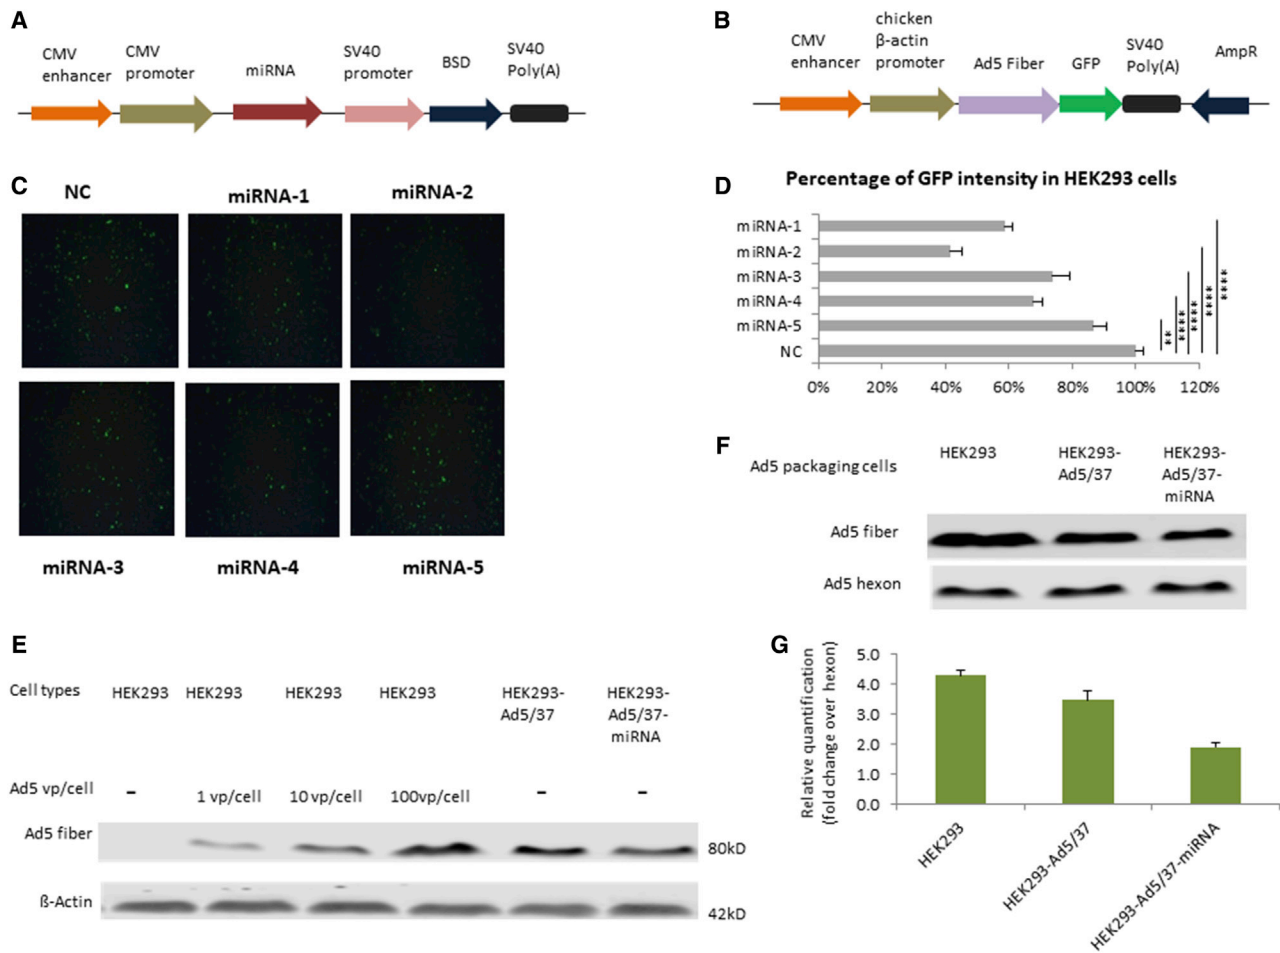 A
CMV
enhancer
CMV
promoter
miRNA
SV40
promoter
BSD
SV40
Poly(A)
B
CMV
enhancer
chicken
β-actin
promoter
Ad5 Fiber
GFP
SV40
Poly(A)
AmpR
C
NC
miRNA-1
miRNA-2
miRNA-3
miRNA-4
miRNA-5
D
Percentage of GFP intensity in HEK293 cells
miRNA-1
miRNA-2
miRNA-3
miRNA-4
miRNA-5
NC
0% 20% 40% 60% 80% 100% 120%
**
****
****
****
****
E
Cell types
HEK293
HEK293
HEK293
HEK293
HEK293-
Ad5/37
HEK293-
Ad5/37-
miRNA
Ad5 vp/cell
-
1 vp/cell
10 vp/cell
100vp/cell
-
-
Ad5 fiber
80kD
ß-Actin
42kD
F
Ad5 packaging cells
HEK293
HEK293-
Ad5/37
HEK293-
Ad5/37-
miRNA
Ad5 fiber
Ad5 hexon
G
Relative quantification
(fold change over hexon)
5.0
4.0
3.0
2.0
1.0
0.0
HEK293
HEK293-Ad5/37
HEK293-Ad5/37-miRNA